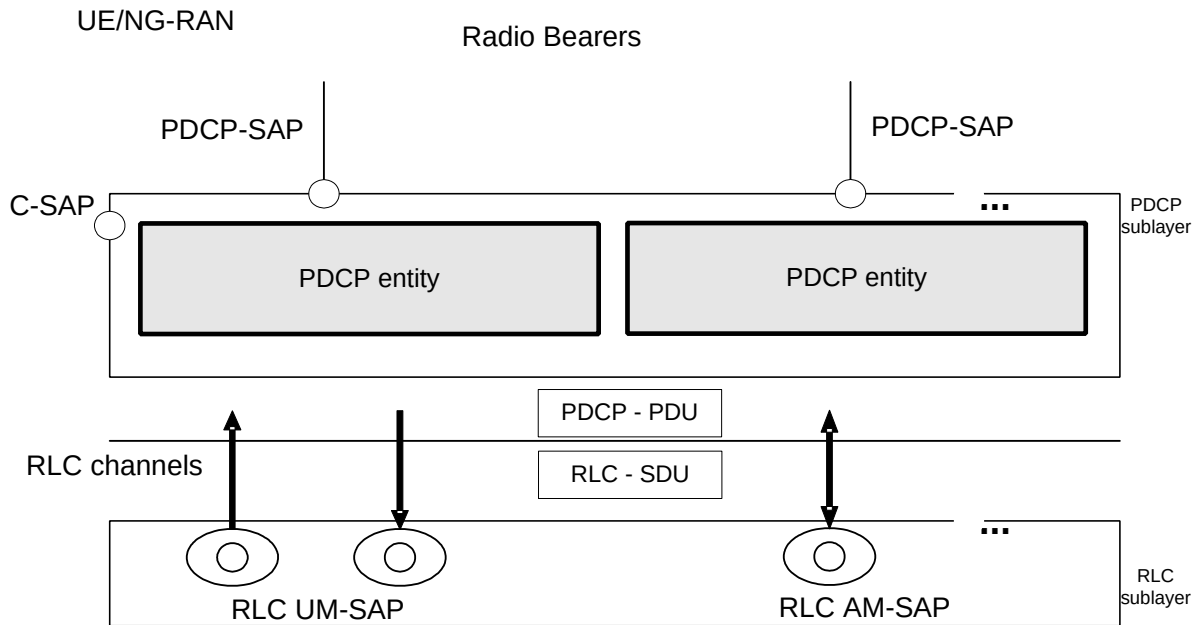 UE/NG-RAN
Radio Bearers
PDCP-SAP
PDCP-SAP
C-SAP
...
PDCP
sublayer
PDCP entity
PDCP entity
PDCP - PDU
RLC channels
RLC - SDU
...
RLC UM-SAP
RLC AM-SAP
RLC
sublayer